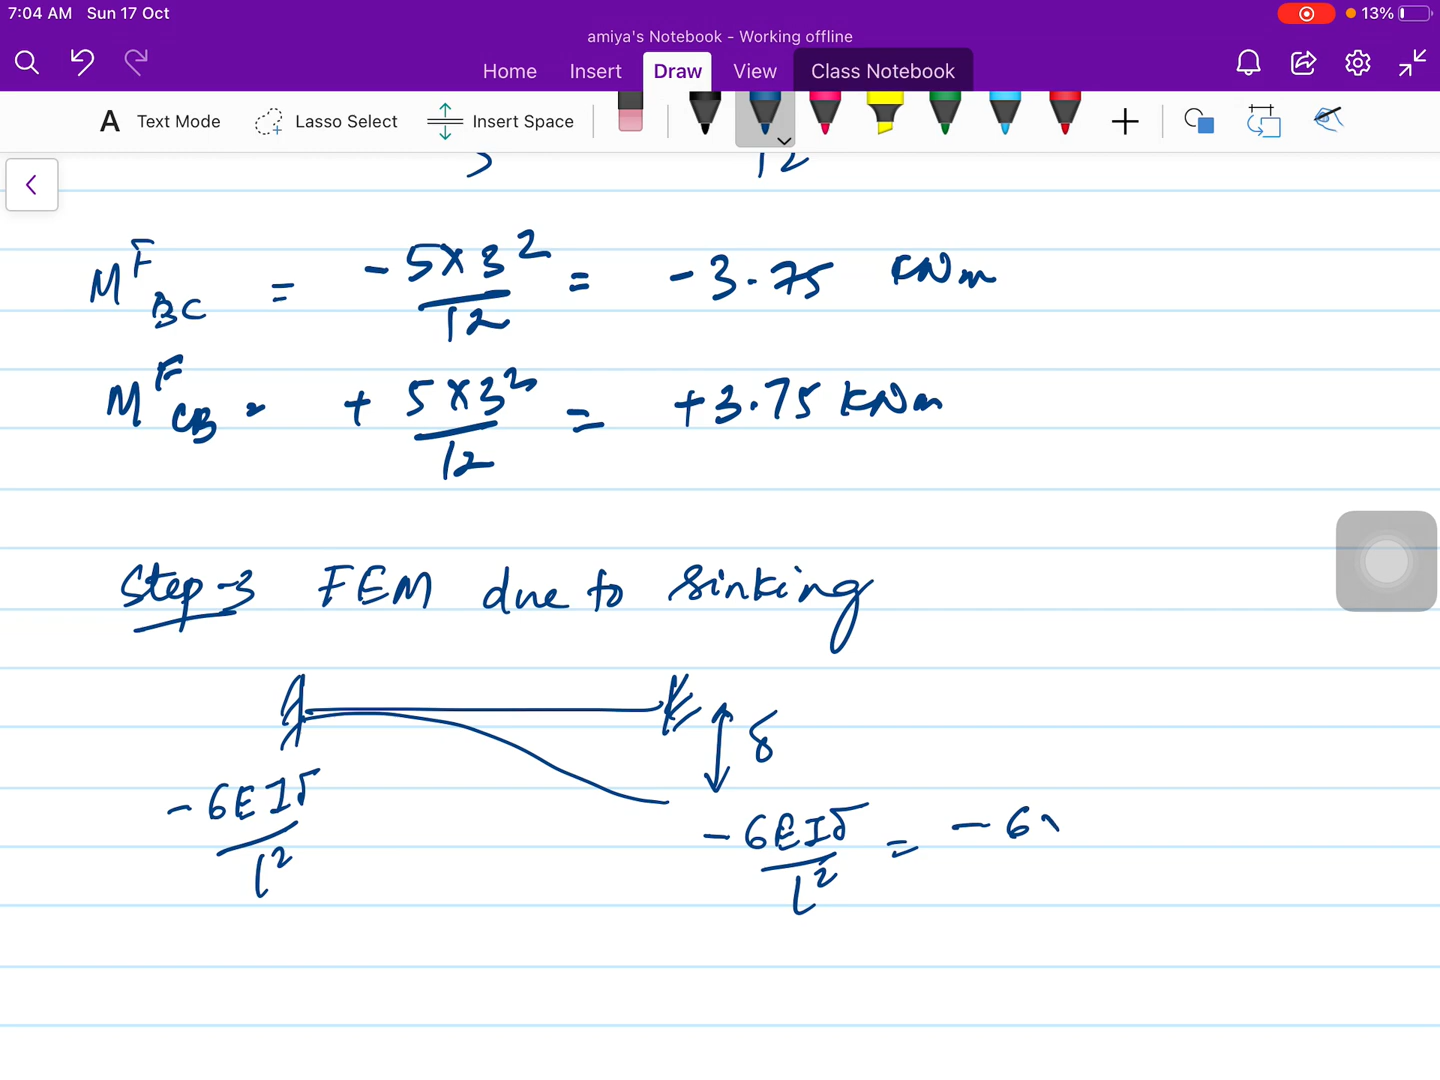 7:04 AM Sun 17 Oct
13%
amiya's Notebook - Working offline
Home Insert Draw View Class Notebook
A Text Mode Lasso Select Insert Space
12
M^F_BC = -5×3²/12 = -3.75 KNm
M^F_CB = +5×3²/12 = +3.75 KNm
Step-3 FEM due to sinking
δ
-6EIδ/l² -6EIδ/L² = -6